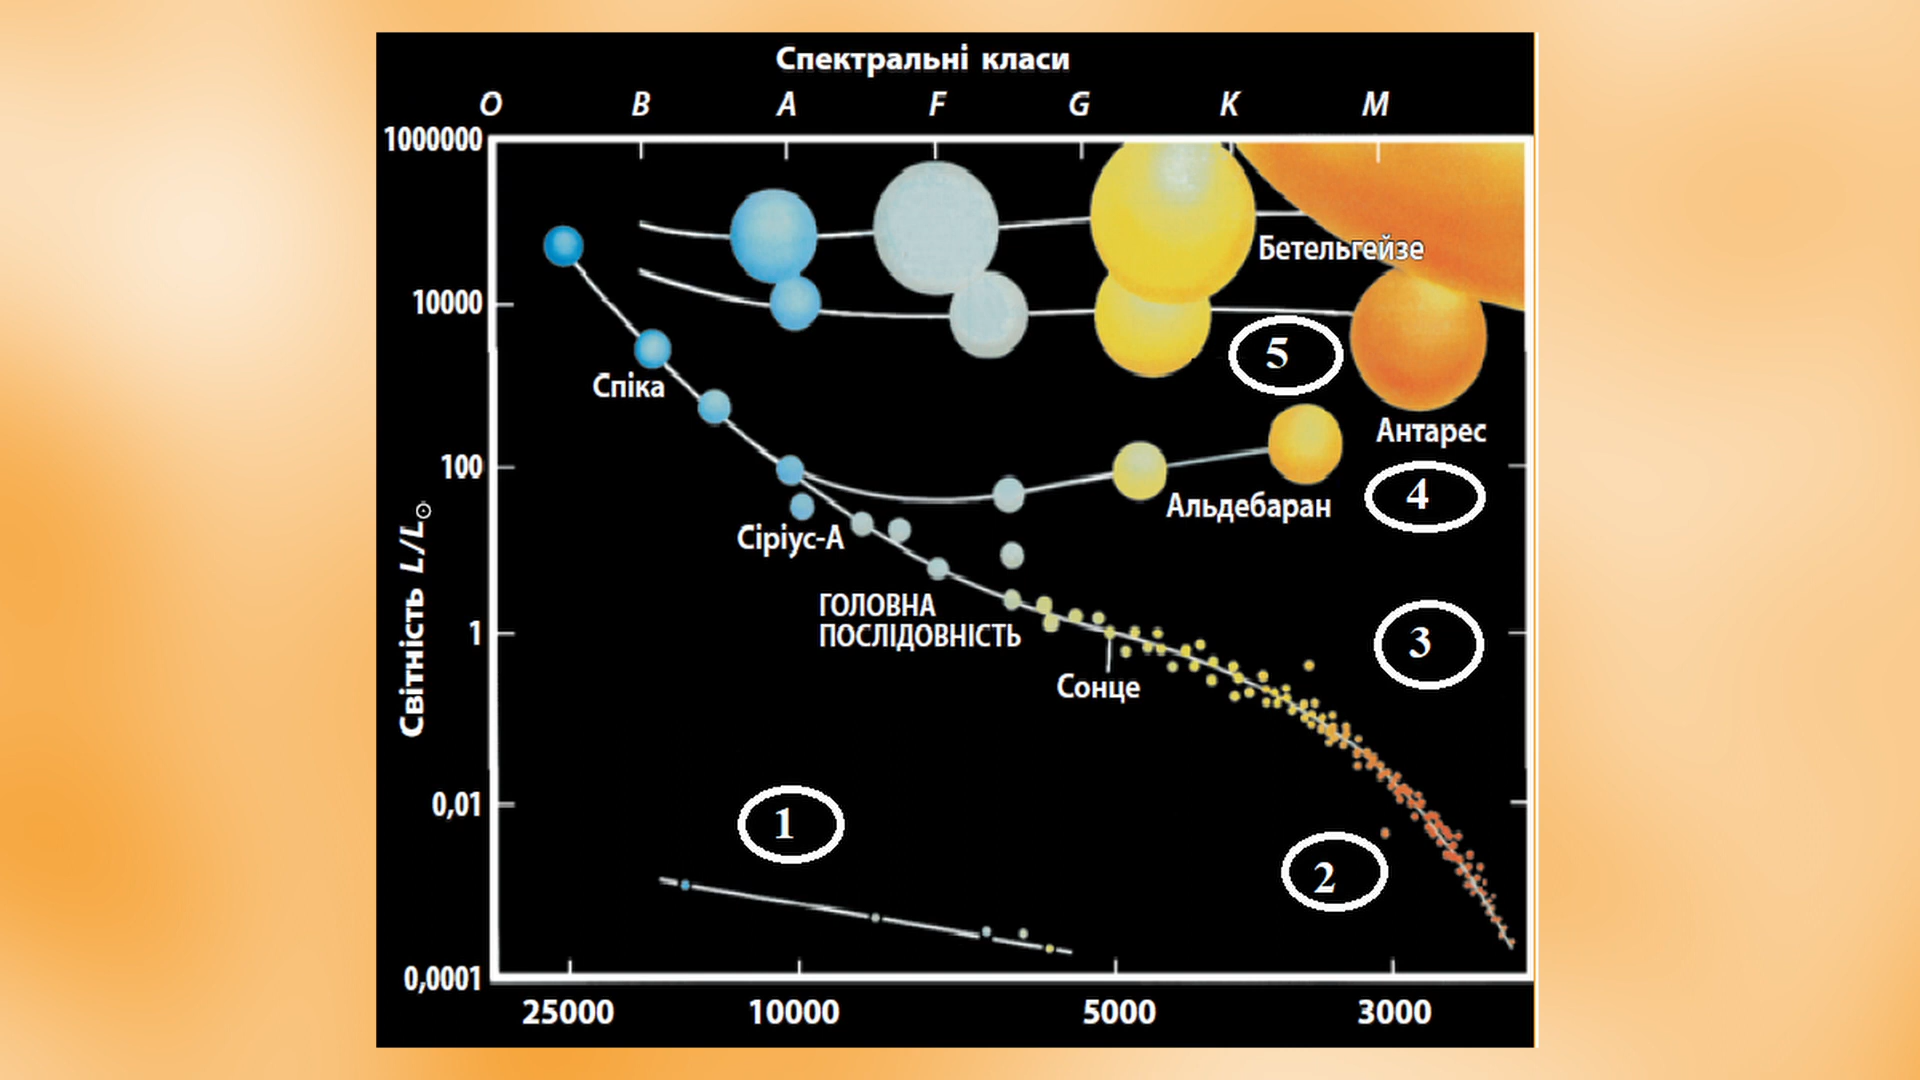 Спектральні класи
O B A F G K M
1000000
Бетельгейзе
10000
5
Спіка
Антарес
100
4
Альдебаран
Сіріус-А
Світність L/L☉
ГОЛОВНА
ПОСЛІДОВНІСТЬ
1
3
Сонце
0,01
1
2
0,0001
25000 10000 5000 3000